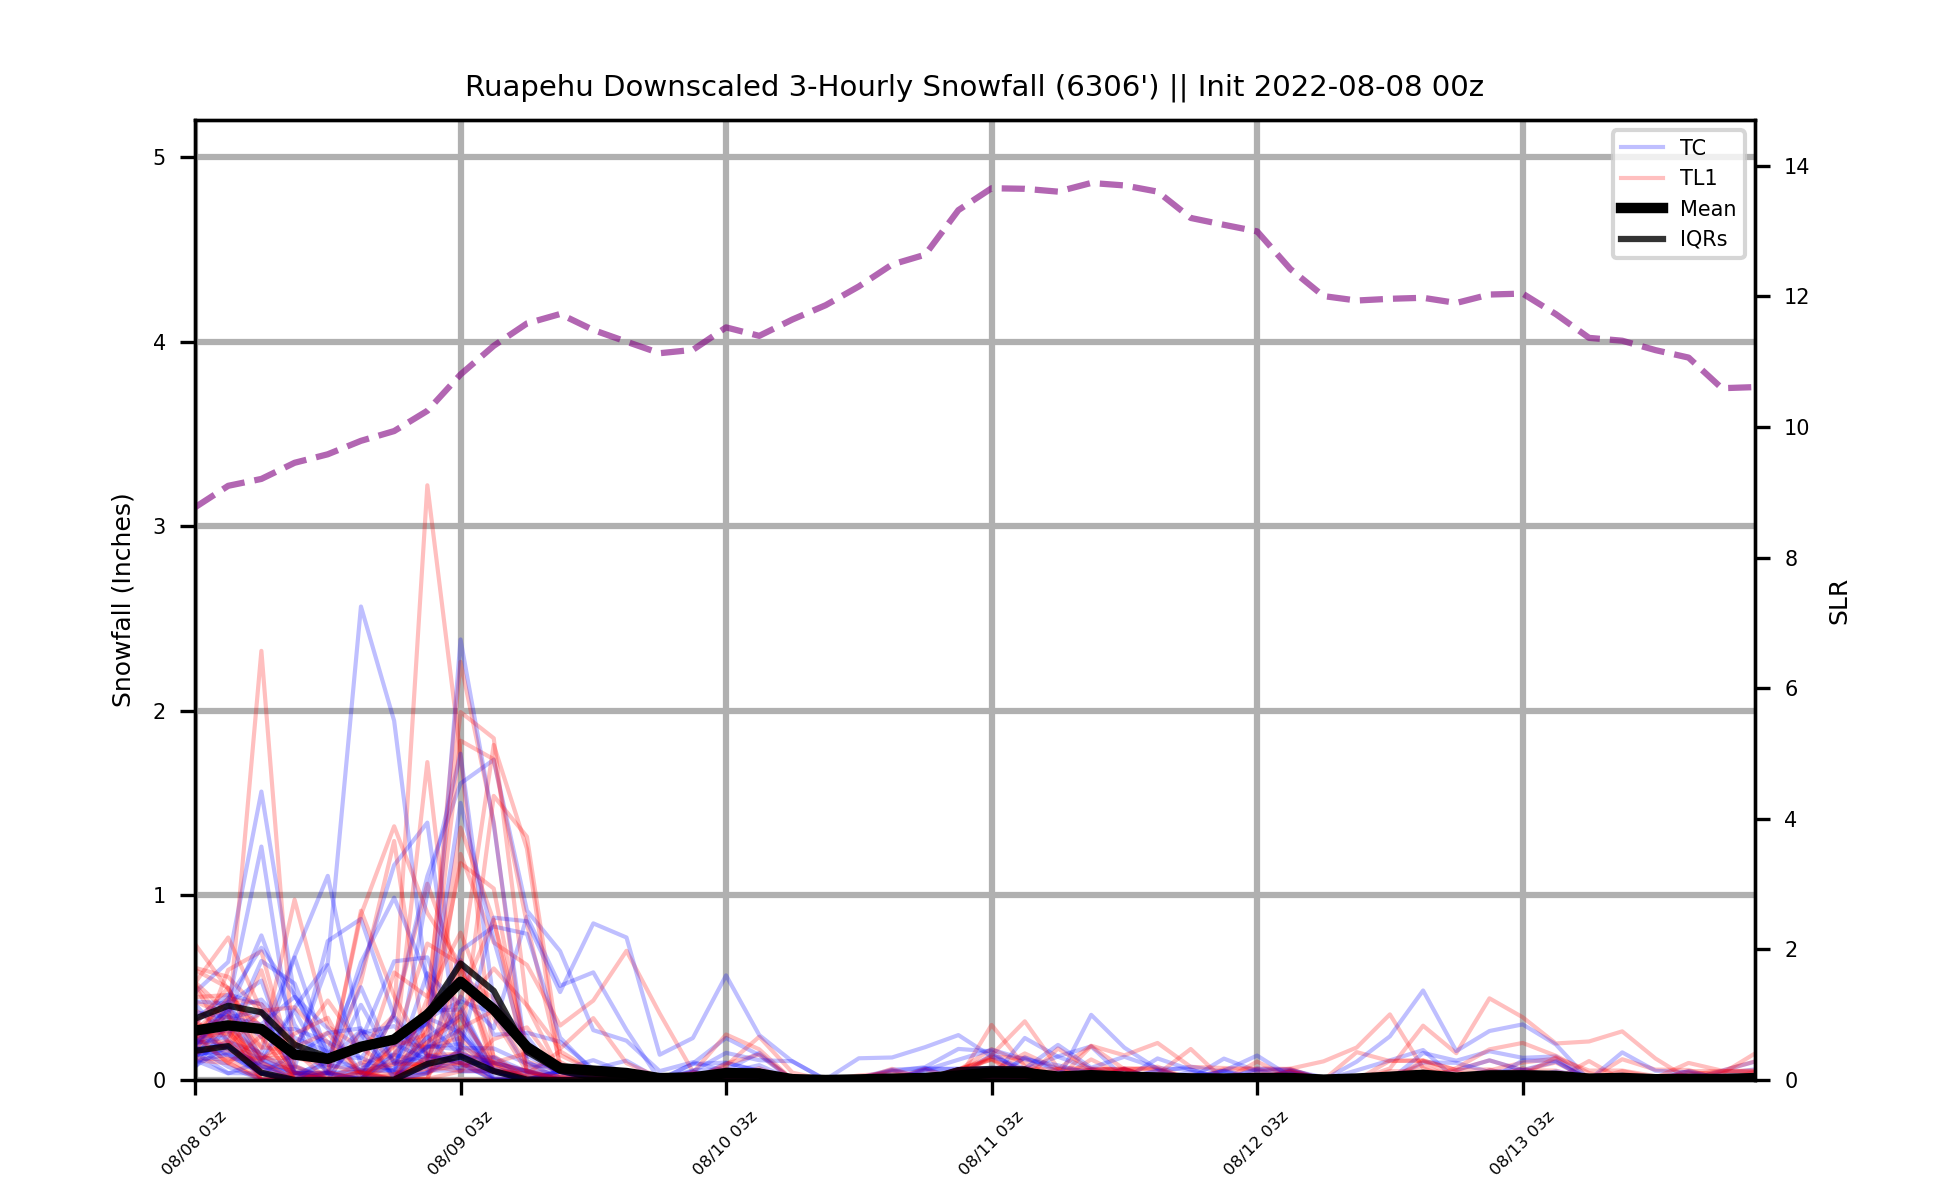 Ruapehu Downscaled 3-Hourly Snowfall (6306') || Init 2022-08-08 00z
TC
TL1
Mean
IQRs
Snowfall (Inches)
5
4
3
2
1
0
SLR
14
12
10
8
6
4
2
0
08/08 03z
08/09 03z
08/10 03z
08/11 03z
08/12 03z
08/13 03z